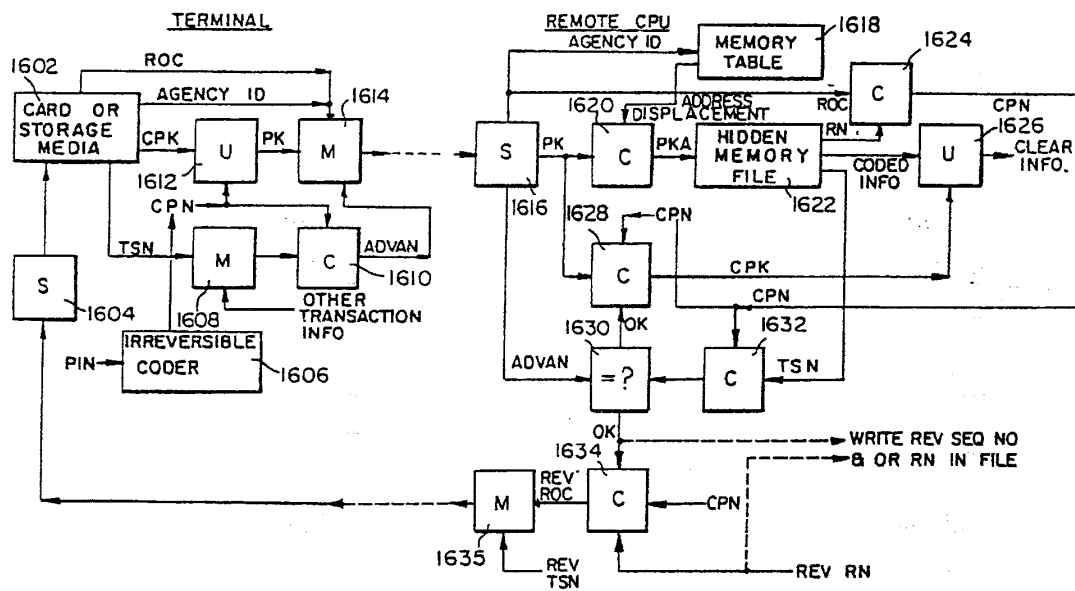 TERMINAL
REMOTE CPU
AGENCY ID
1618
MEMORY
TABLE
1624
ROC
1602
CARD OR
STORAGE
MEDIA
AGENCY ID
1614
CPK
U
PK
M
1612
S
1616
PK
1620
C
ADDRESS
DISPLACEMENT
PKA
HIDDEN
MEMORY
FILE
1622
ROC
RN
C
CPN
1626
U
CLEAR
INFO.
CODED
INFO
CPN
TSN
M
1608
C
1610
ADVAN
OTHER
TRANSACTION
INFO
S
1604
PIN
IRREVERSIBLE
CODER
1606
1628
CPN
C
CPK
CPN
OK
1630
ADVAN
=?
1632
C
TSN
OK
WRITE REV SEQ NO
& OR RN IN FILE
1634
C
CPN
REV
ROC
M
1635
REV
TSN
REV RN